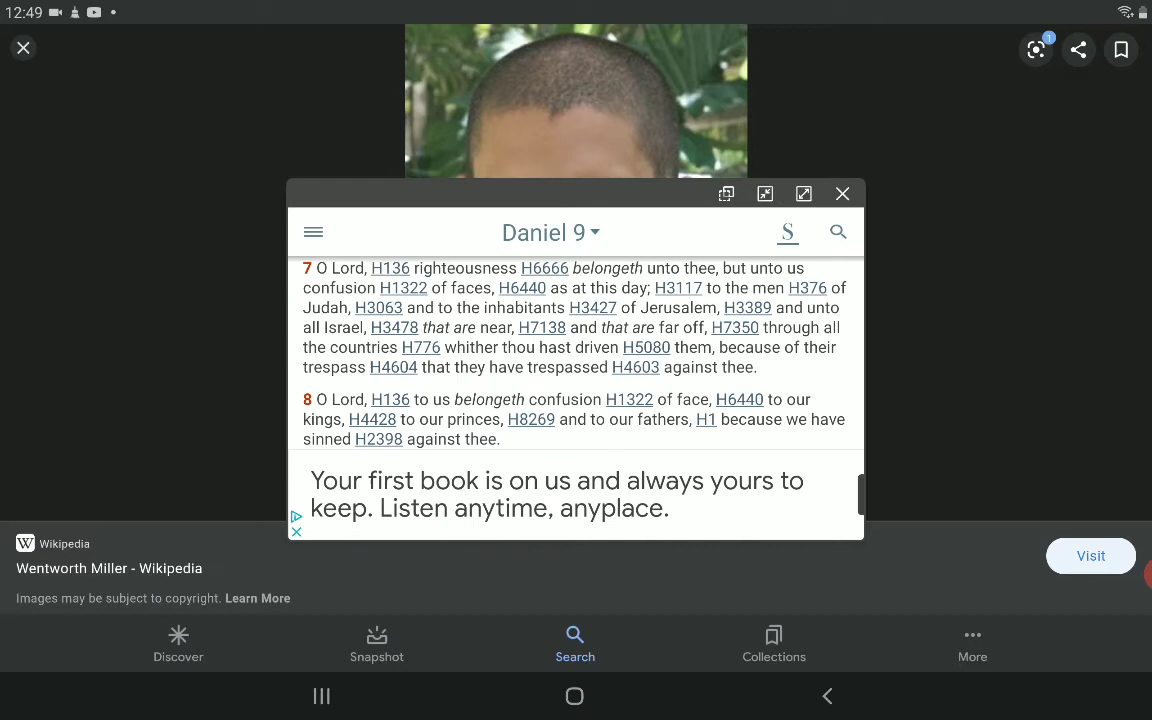 12:49
1
Daniel 9
S
7 O Lord, H136 righteousness H6666 belongeth unto thee, but unto us
confusion H1322 of faces, H6440 as at this day; H3117 to the men H376 of
Judah, H3063 and to the inhabitants H3427 of Jerusalem, H3389 and unto
all Israel, H3478 that are near, H7138 and that are far off, H7350 through all
the countries H776 whither thou hast driven H5080 them, because of their
trespass H4604 that they have trespassed H4603 against thee.
8 O Lord, H136 to us belongeth confusion H1322 of face, H6440 to our
kings, H4428 to our princes, H8269 and to our fathers, H1 because we have
sinned H2398 against thee.
Your first book is on us and always yours to
keep. Listen anytime, anyplace.
W Wikipedia
Wentworth Miller - Wikipedia
Visit
Images may be subject to copyright. Learn More
Discover
Snapshot
Search
Collections
More